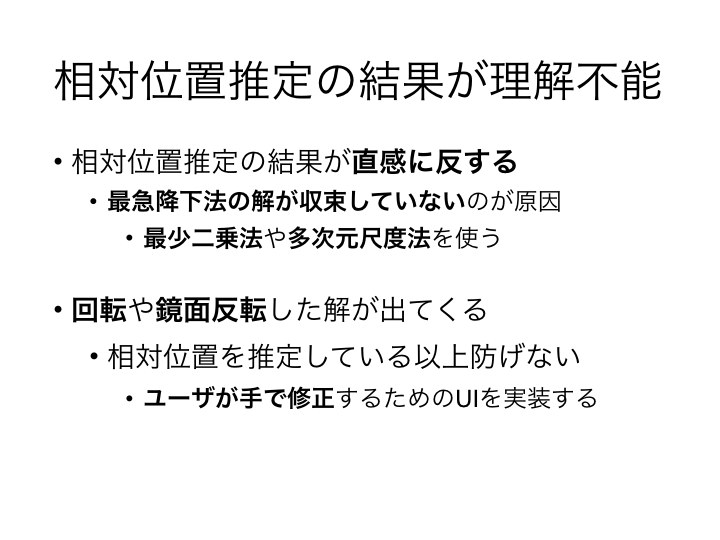 相対位置推定の結果が理解不能
• 相対位置推定の結果が直感に反する
• 最急降下法の解が収束していないのが原因
• 最少二乗法や多次元尺度法を使う
• 回転や鏡面反転した解が出てくる
• 相対位置を推定している以上防げない
• ユーザが手で修正するためのUIを実装する